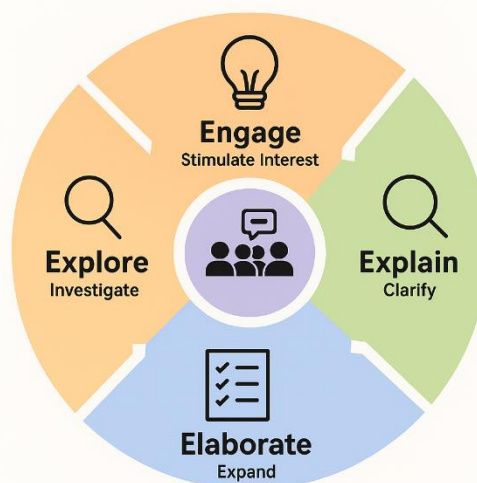 Engage
Stimulate Interest
Explore
Investigate
Explain
Clarify
Elaborate
Expand